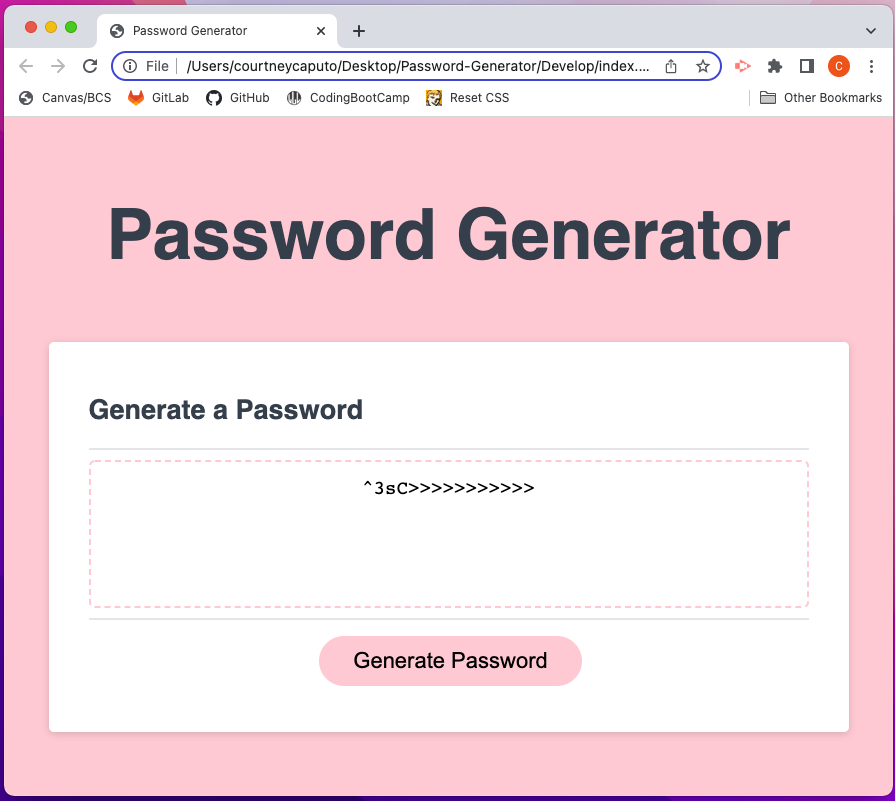 Password Generator
File /Users/courtneycaputo/Desktop/Password-Generator/Develop/index.... C
Canvas/BCS GitLab GitHub CodingBootCamp Reset CSS Other Bookmarks
Password Generator
Generate a Password
^3sC>>>>>>>>>>>
Generate Password